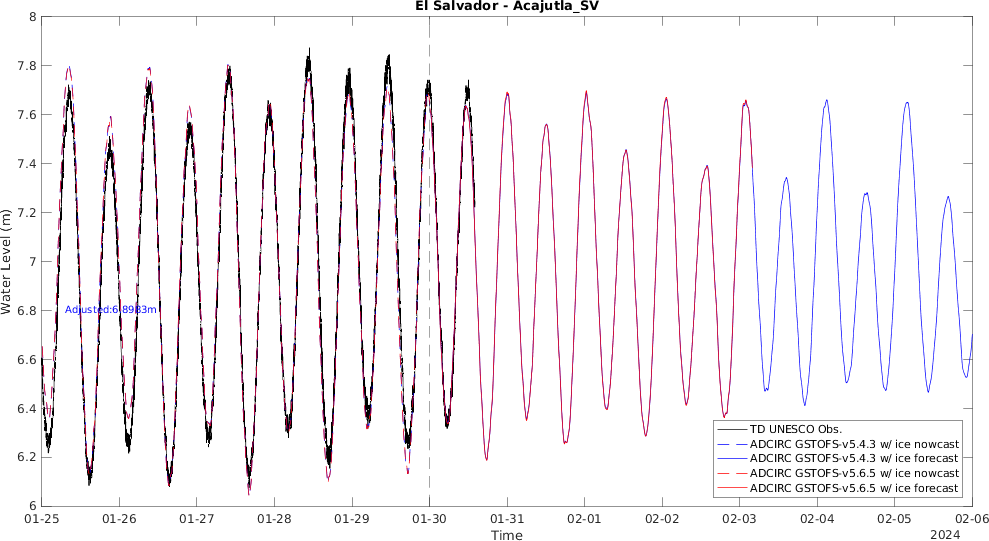 El Salvador - Acajutla_SV
Water Level (m)
8
7.8
7.6
7.4
7.2
7
6.8
6.6
6.4
6.2
6
Adjusted:6.8983m
TD UNESCO Obs.
ADCIRC GSTOFS-v5.4.3 w/ ice nowcast
ADCIRC GSTOFS-v5.4.3 w/ ice forecast
ADCIRC GSTOFS-v5.6.5 w/ ice nowcast
ADCIRC GSTOFS-v5.6.5 w/ ice forecast
01-25 01-26 01-27 01-28 01-29 01-30 01-31 02-01 02-02 02-03 02-04 02-05 02-06
Time
2024